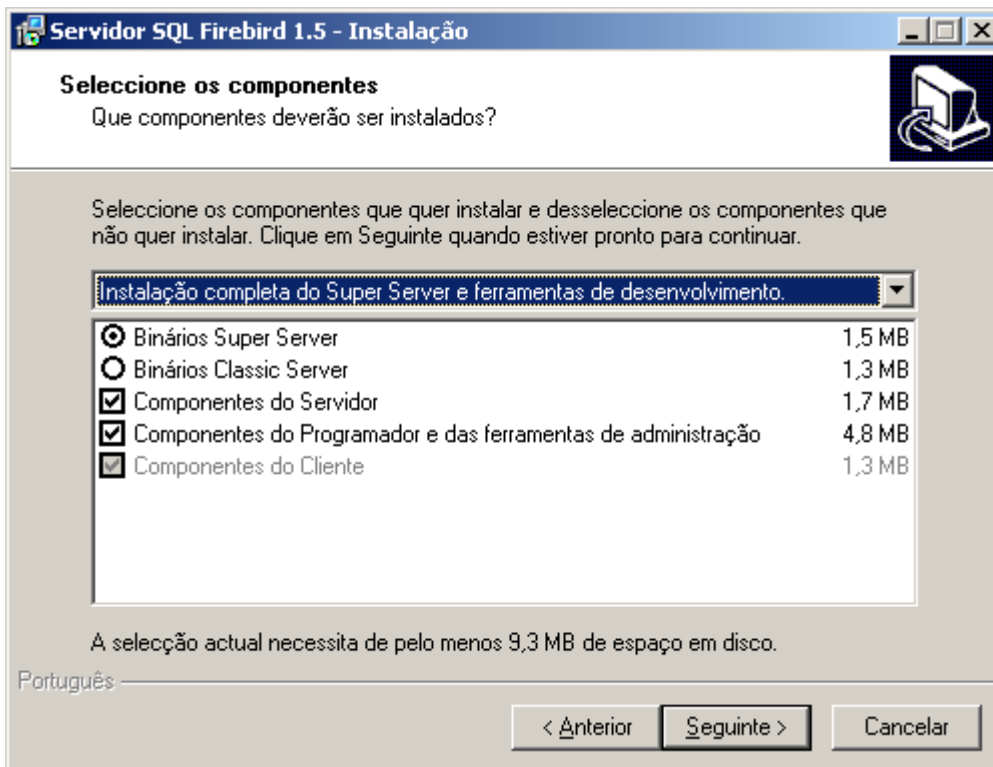 Servidor SQL Firebird 1.5 - Instalação
Seleccione os componentes
Que componentes deverão ser instalados?
Seleccione os componentes que quer instalar e desseleccione os componentes que
não quer instalar. Clique em Seguinte quando estiver pronto para continuar.
Instalação completa do Super Server e ferramentas de desenvolvimento.
Binários Super Server 1,5 MB
Binários Classic Server 1,3 MB
Componentes do Servidor 1,7 MB
Componentes do Programador e das ferramentas de administração 4,8 MB
Componentes do Cliente 1,3 MB
A selecção actual necessita de pelo menos 9,3 MB de espaço em disco.
Português
< Anterior Seguinte > Cancelar